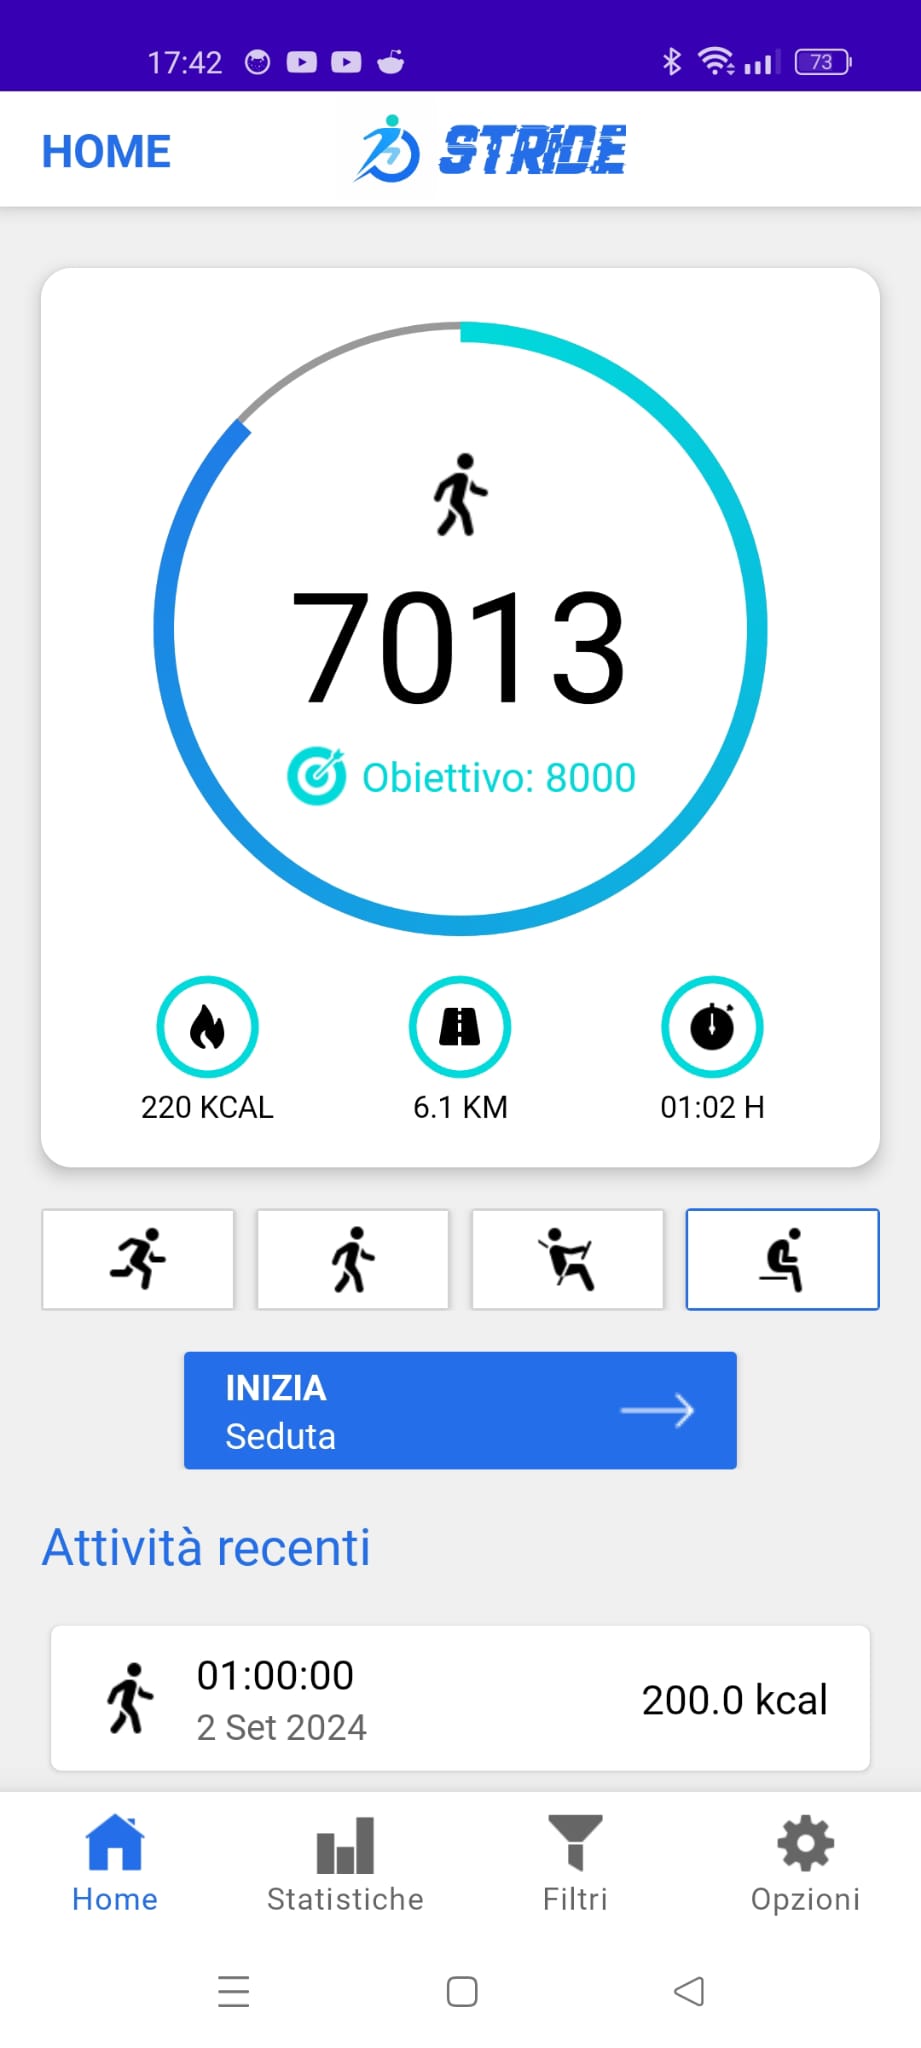 17:42
73
HOME
STRIDE
7013
Obiettivo: 8000
220 KCAL
6.1 KM
01:02 H
INIZIA
Seduta
Attività recenti
01:00:00
2 Set 2024
200.0 kcal
Home
Statistiche
Filtri
Opzioni